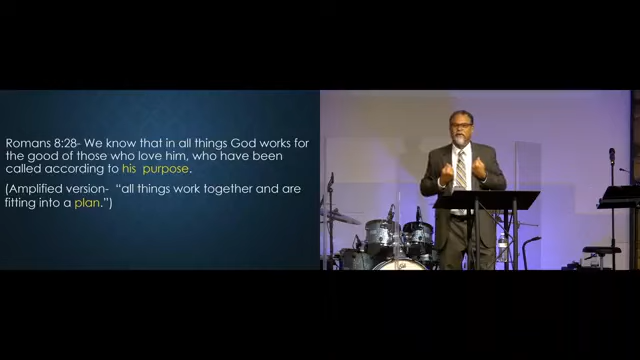 Romans 8:28- We know that in all things God works for
the good of those who love him, who have been
called according to his purpose.
(Amplified version- “all things work together and are
fitting into a plan.”)